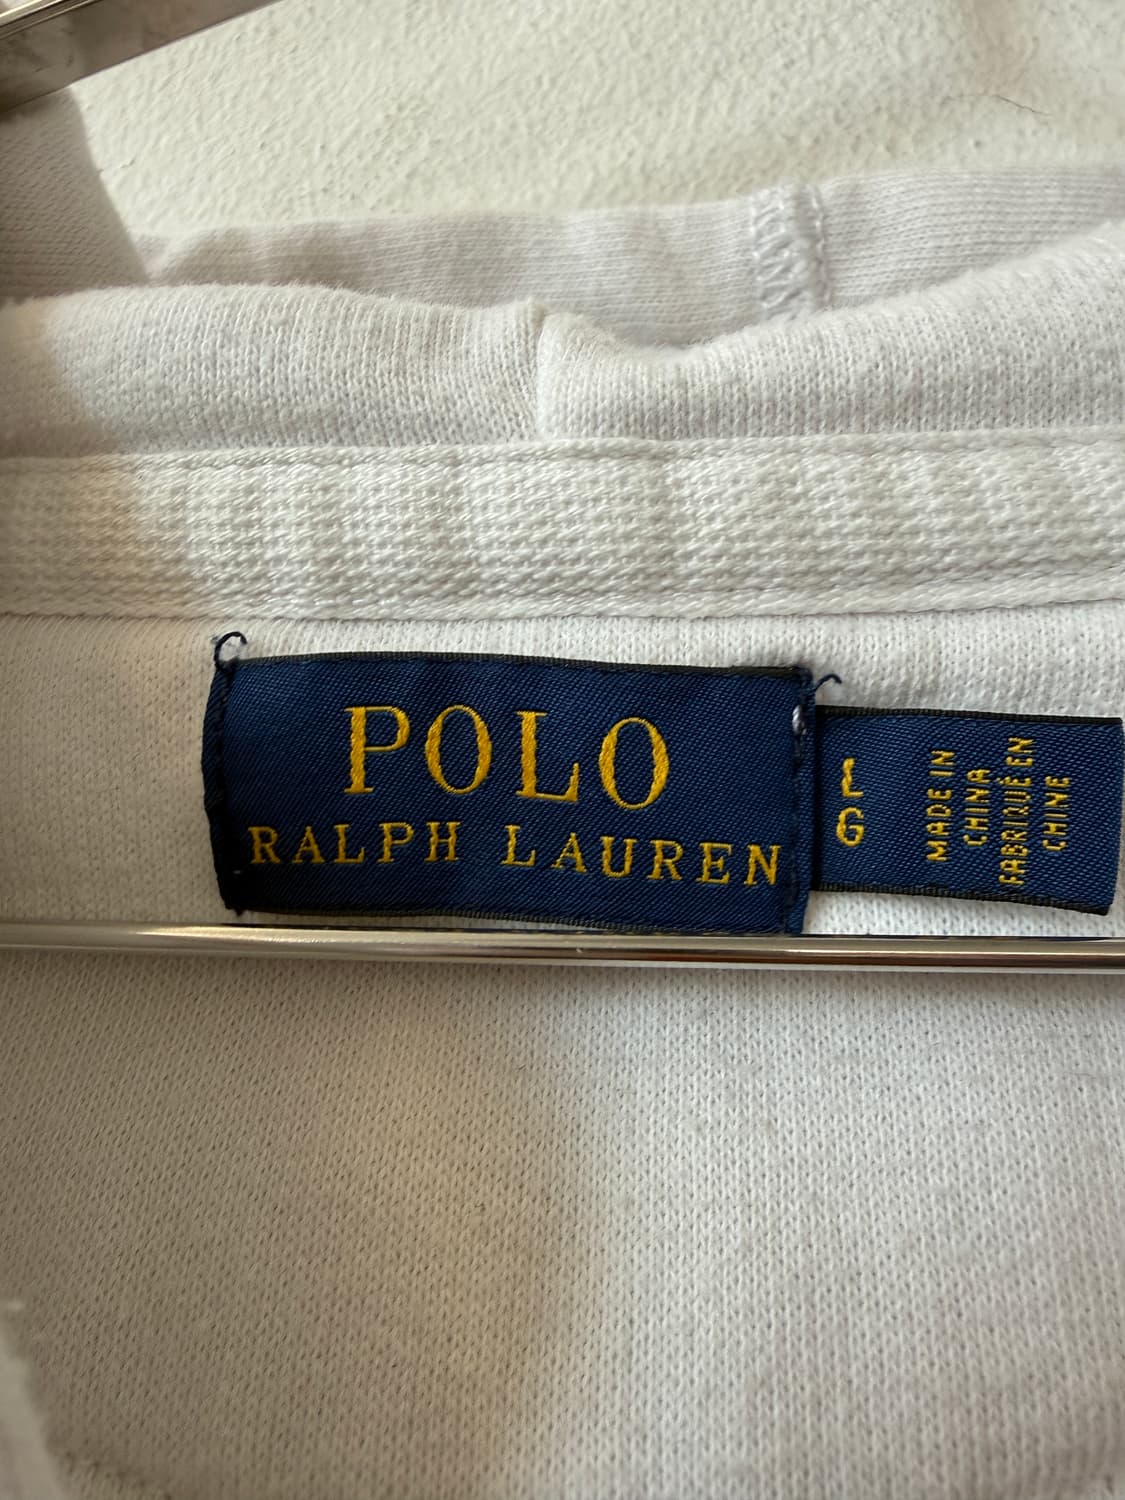 POLO
RALPH LAUREN
L
G
MADE IN
CHINA
FABRIQUÉ EN
CHINE